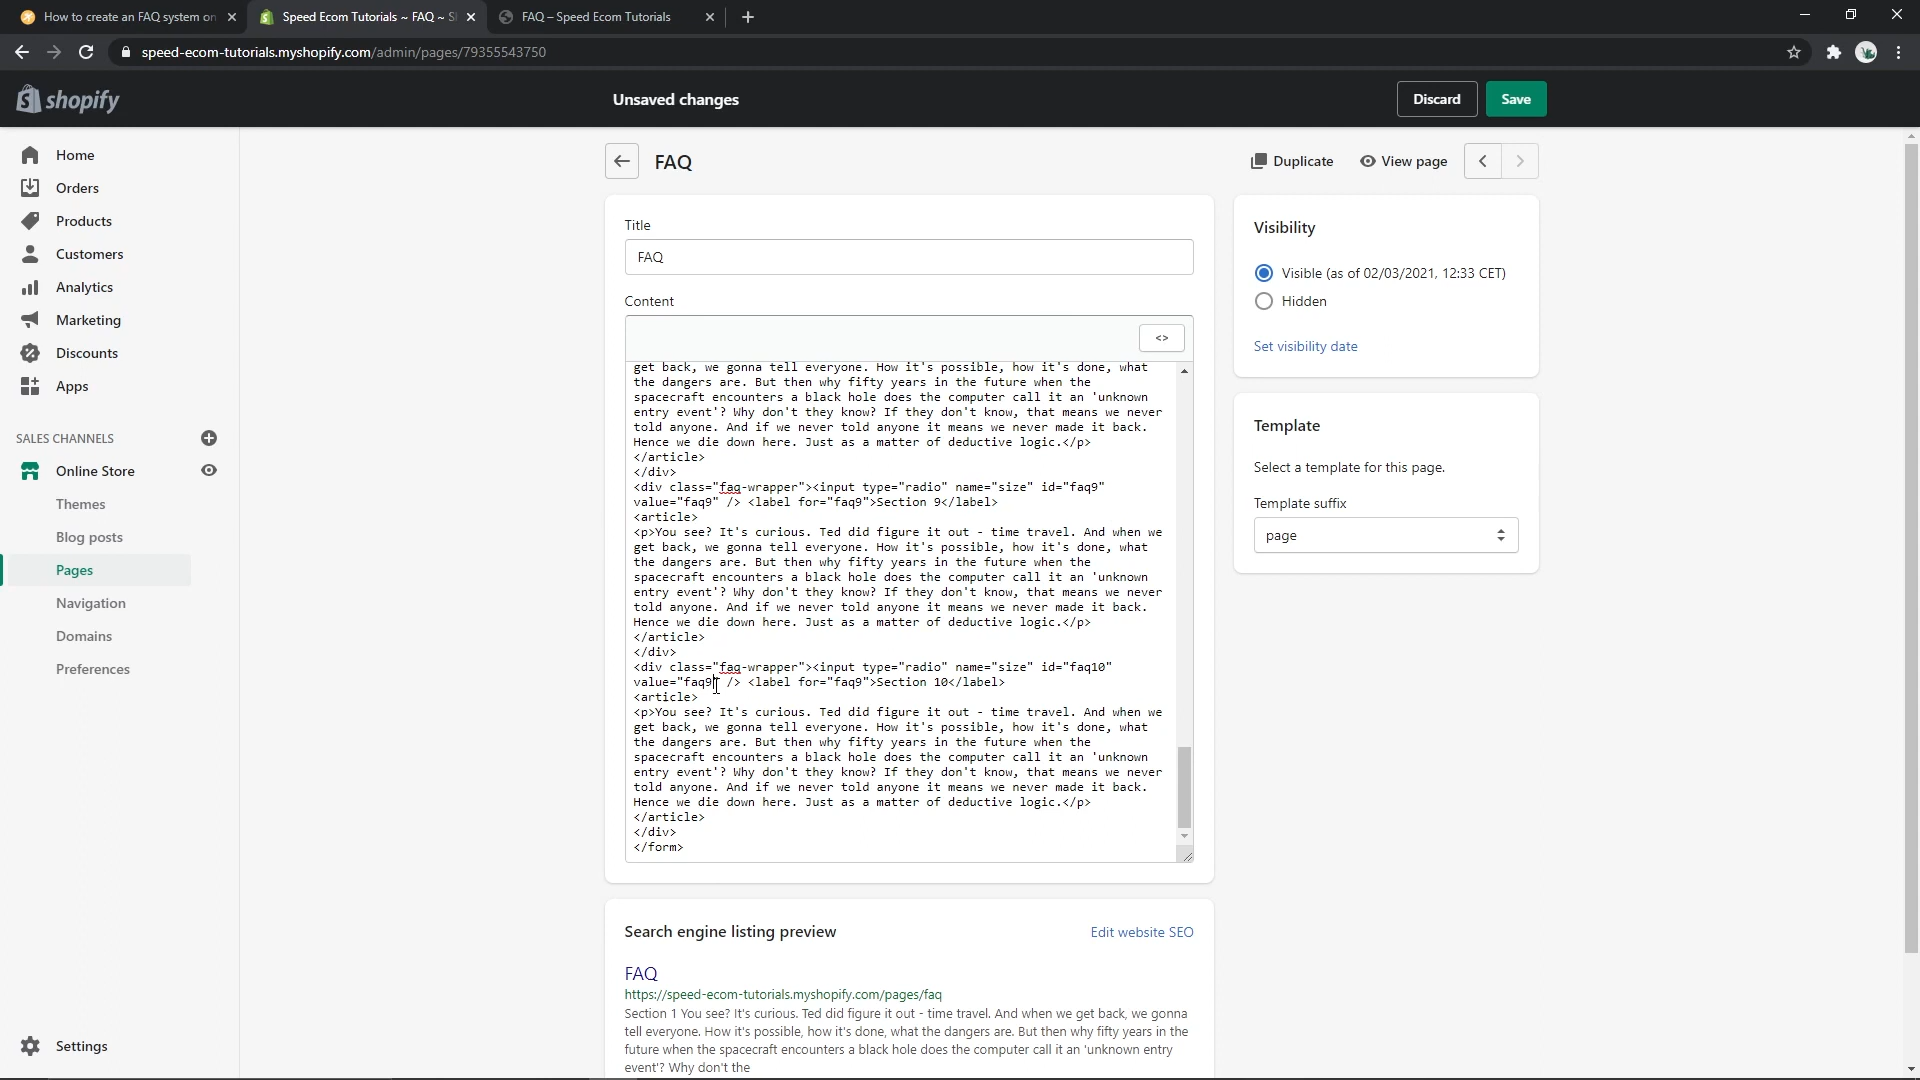 How to create an FAQ system on
Speed Ecom Tutorials ~ FAQ ~ S
FAQ – Speed Ecom Tutorials
speed-ecom-tutorials.myshopify.com/admin/pages/79355543750
shopify
Unsaved changes
Discard
Save
Home
Orders
Products
Customers
Analytics
Marketing
Discounts
Apps
SALES CHANNELS
Online Store
Themes
Blog posts
Pages
Navigation
Domains
Preferences
Settings
FAQ
Duplicate
View page
Title
FAQ
Content
<>
get back, we gonna tell everyone. How it's possible, how it's done, what
the dangers are. But then why fifty years in the future when the
spacecraft encounters a black hole does the computer call it an 'unknown
entry event'? Why don't they know? If they don't know, that means we never
told anyone. And if we never told anyone it means we never made it back.
Hence we die down here. Just as a matter of deductive logic.</p>
</article>
</div>
<div class="faq-wrapper"><input type="radio" name="size" id="faq9"
value="faq9" /> <label for="faq9">Section 9</label>
<article>
<p>You see? It's curious. Ted did figure it out - time travel. And when we
get back, we gonna tell everyone. How it's possible, how it's done, what
the dangers are. But then why fifty years in the future when the
spacecraft encounters a black hole does the computer call it an 'unknown
entry event'? Why don't they know? If they don't know, that means we never
told anyone. And if we never told anyone it means we never made it back.
Hence we die down here. Just as a matter of deductive logic.</p>
</article>
</div>
<div class="faq-wrapper"><input type="radio" name="size" id="faq10"
value="faq9" /> <label for="faq9">Section 10</label>
<article>
<p>You see? It's curious. Ted did figure it out - time travel. And when we
get back, we gonna tell everyone. How it's possible, how it's done, what
the dangers are. But then why fifty years in the future when the
spacecraft encounters a black hole does the computer call it an 'unknown
entry event'? Why don't they know? If they don't know, that means we never
told anyone. And if we never told anyone it means we never made it back.
Hence we die down here. Just as a matter of deductive logic.</p>
</article>
</div>
</form>
Search engine listing preview
Edit website SEO
FAQ
https://speed-ecom-tutorials.myshopify.com/pages/faq
Section 1 You see? It's curious. Ted did figure it out - time travel. And when we get back, we gonna
tell everyone. How it's possible, how it's done, what the dangers are. But then why fifty years in the
future when the spacecraft encounters a black hole does the computer call it an 'unknown entry
event'? Why don't the
Visibility
Visible (as of 02/03/2021, 12:33 CET)
Hidden
Set visibility date
Template
Select a template for this page.
Template suffix
page